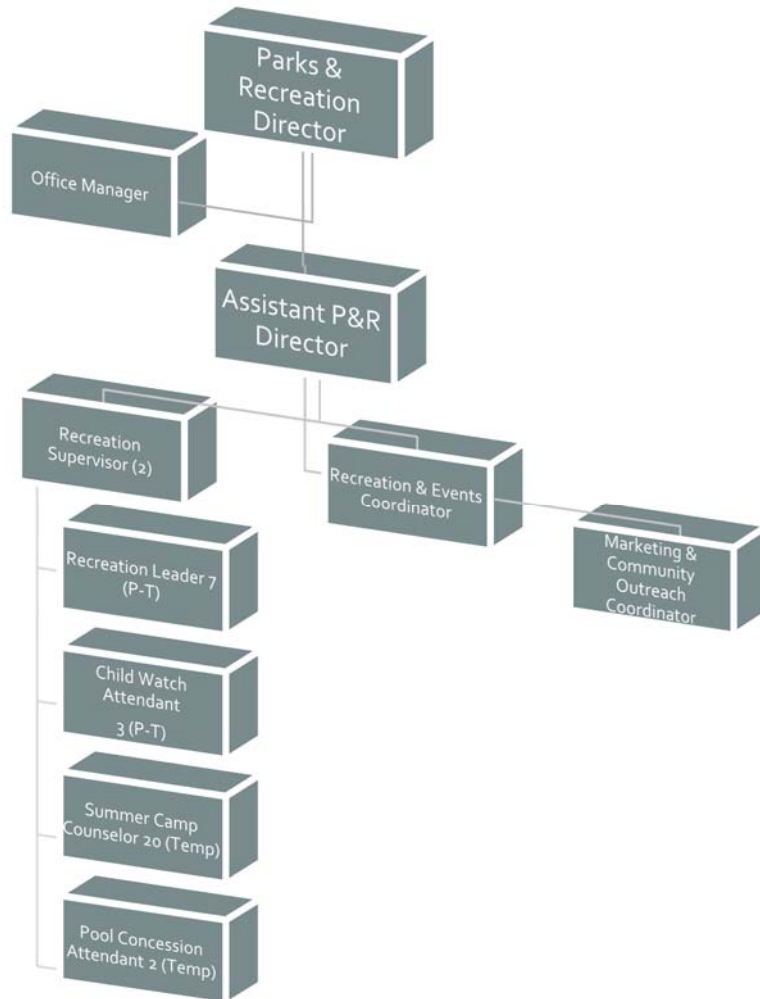 Parks &
Recreation
Director
Office Manager
Assistant P&R
Director
Recreation
Supervisor (2)
Recreation & Events
Coordinator
Marketing &
Community
Outreach
Coordinator
Recreation Leader 7
(P-T)
Child Watch
Attendant
3 (P-T)
Summer Camp
Counselor 20 (Temp)
Pool Concession
Attendant 2 (Temp)